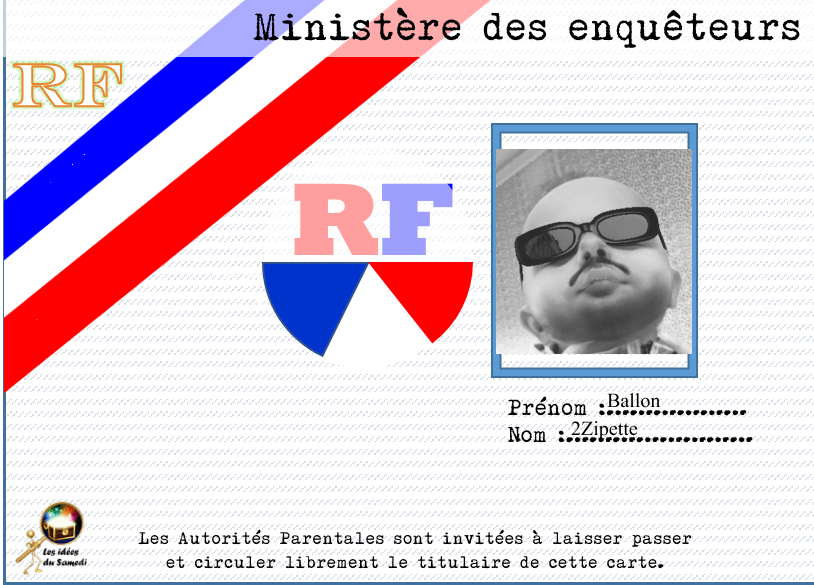 Ministère des enquêteurs
RF
RF
Prénom :Ballon
Nom : 2Zipette
Les idées
du Samedi
Les Autorités Parentales sont invitées à laisser passer
et circuler librement le titulaire de cette carte.